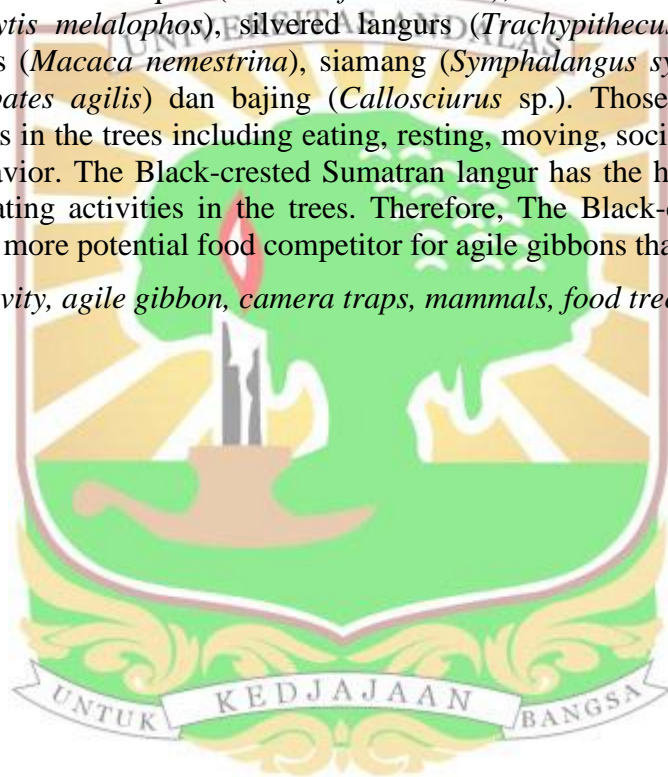 ytis melalophos), silvered langurs (Trachypithecus
UNIVERSITAS ANDALAS
s (Macaca nemestrina), siamang (Symphalangus sy
bates agilis) dan bajing (Callosciurus sp.). Those
s in the trees including eating, resting, moving, soci
avior. The Black-crested Sumatran langur has the h
ating activities in the trees. Therefore, The Black-c
more potential food competitor for agile gibbons tha
vity, agile gibbon, camera traps, mammals, food tree
UNTUK KEDJAJAAN BANGSA